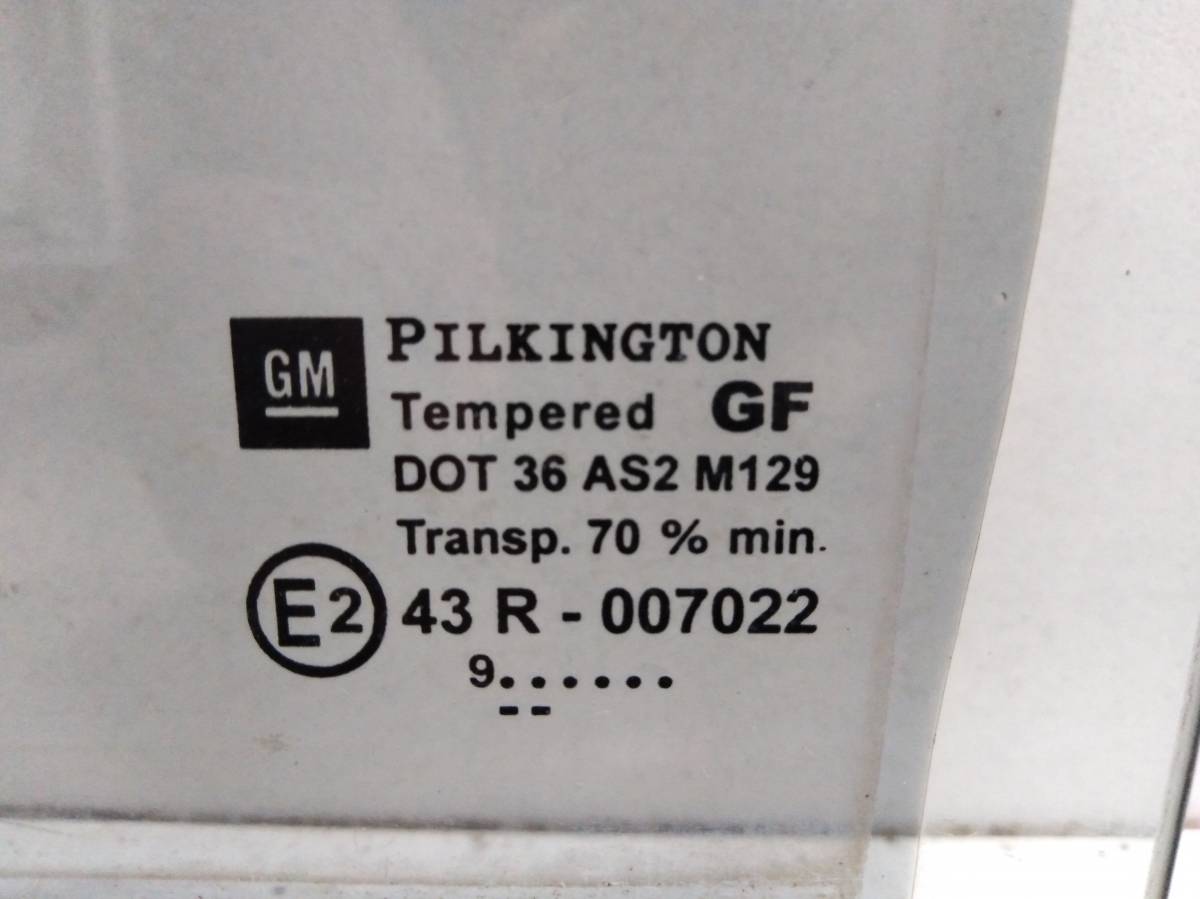 GM
PILKINGTON
Tempered GF
DOT 36 AS2 M129
Transp. 70 % min.
E2 43 R - 007022
9......
--